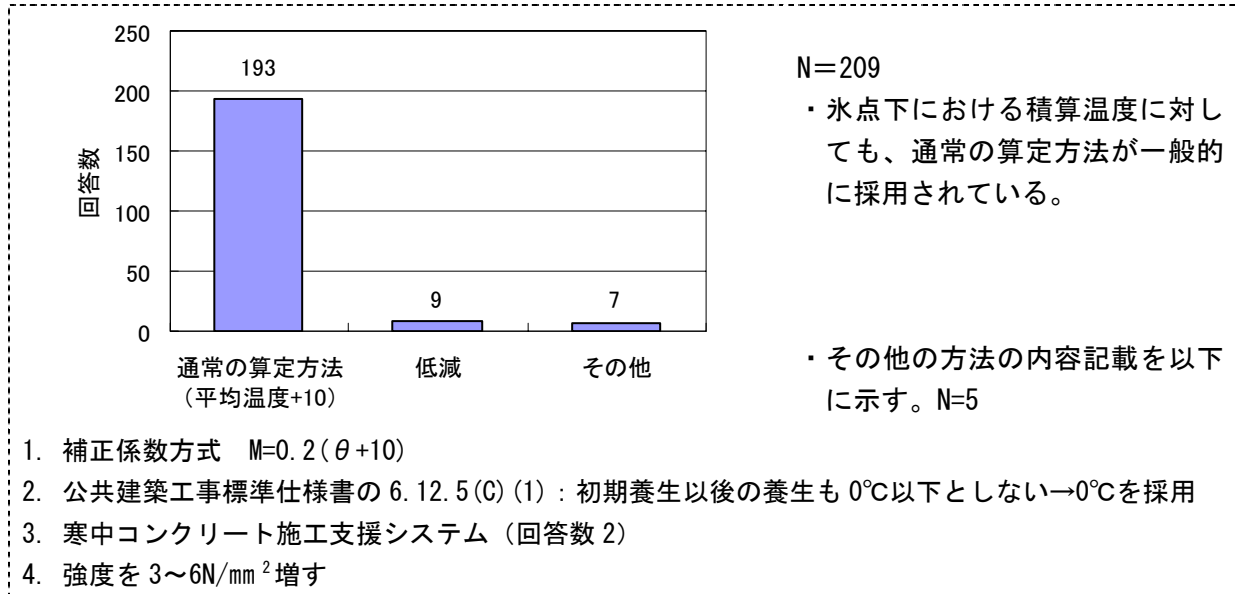 250
200
150
100
50
0
回答数
193
9
7
通常の算定方法
（平均温度+10）
低減
その他
N＝209
・氷点下における積算温度に対し
ても、通常の算定方法が一般的
に採用されている。
・その他の方法の内容記載を以下
に示す。N=5
1. 補正係数方式　M=0.2(θ+10)
2. 公共建築工事標準仕様書の 6.12.5(C)(1)：初期養生以後の養生も 0℃以下としない→0℃を採用
3. 寒中コンクリート施工支援システム（回答数 2）
4. 強度を 3～6N/mm²増す